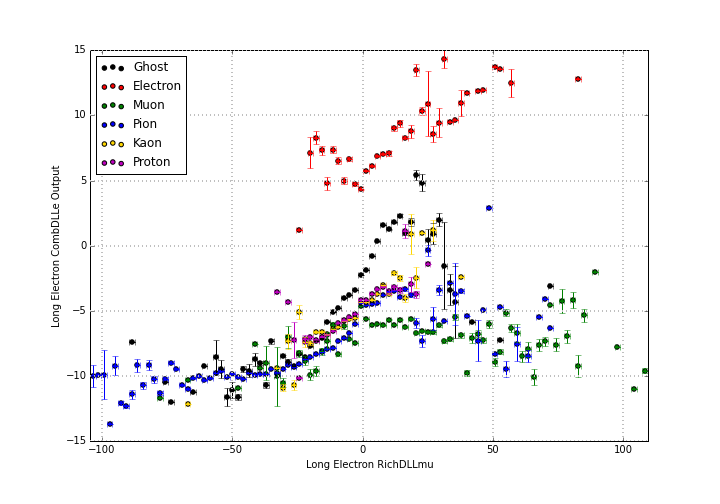 15
10
5
0
−5
−10
−15
Long Electron CombDLLe Output
Ghost
Electron
Muon
Pion
Kaon
Proton
−100
−50
0
50
100
Long Electron RichDLLmu